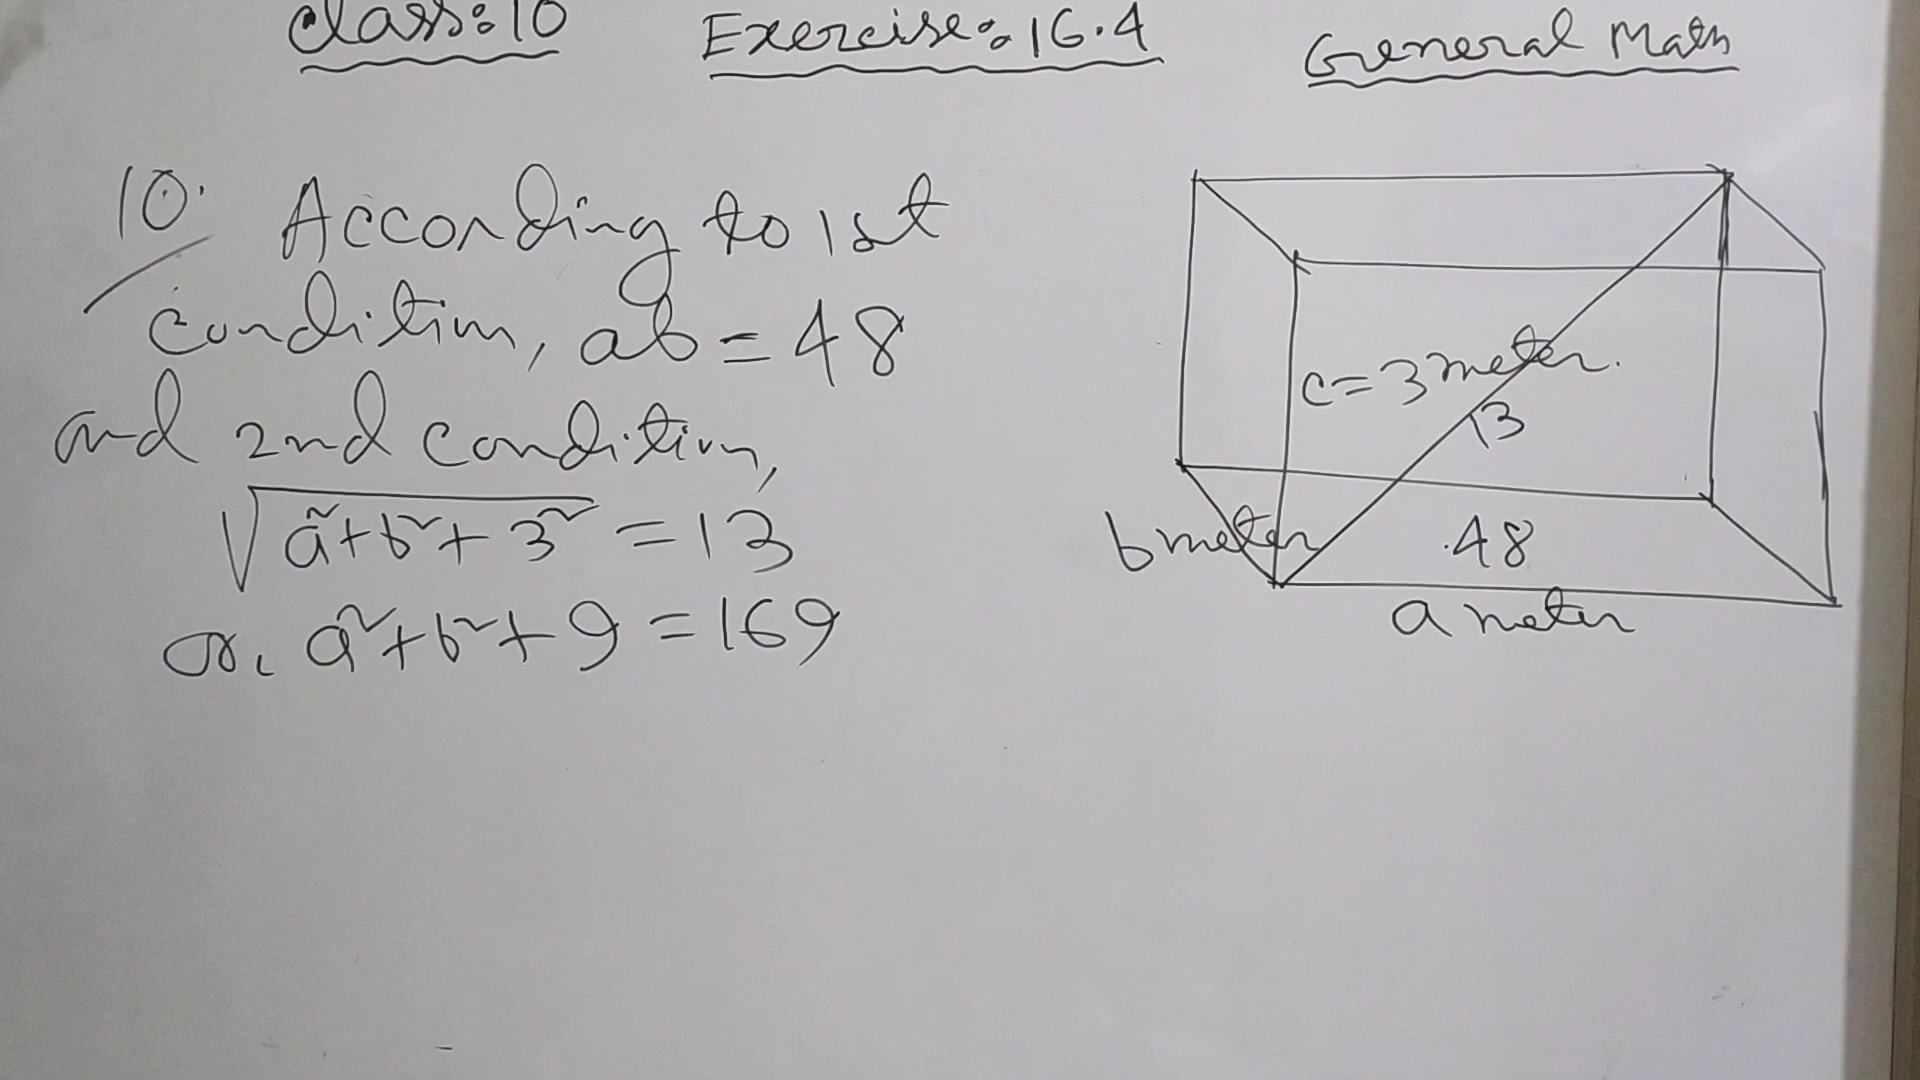 Class: 10 Exercise: 16.4 General Math
10. According to 1st
condition, ab = 48
and 2nd condition,
√a²+b²+3² = 13
or, a²+b²+9 = 169
c = 3 meter.
13
b meter
48
a meter